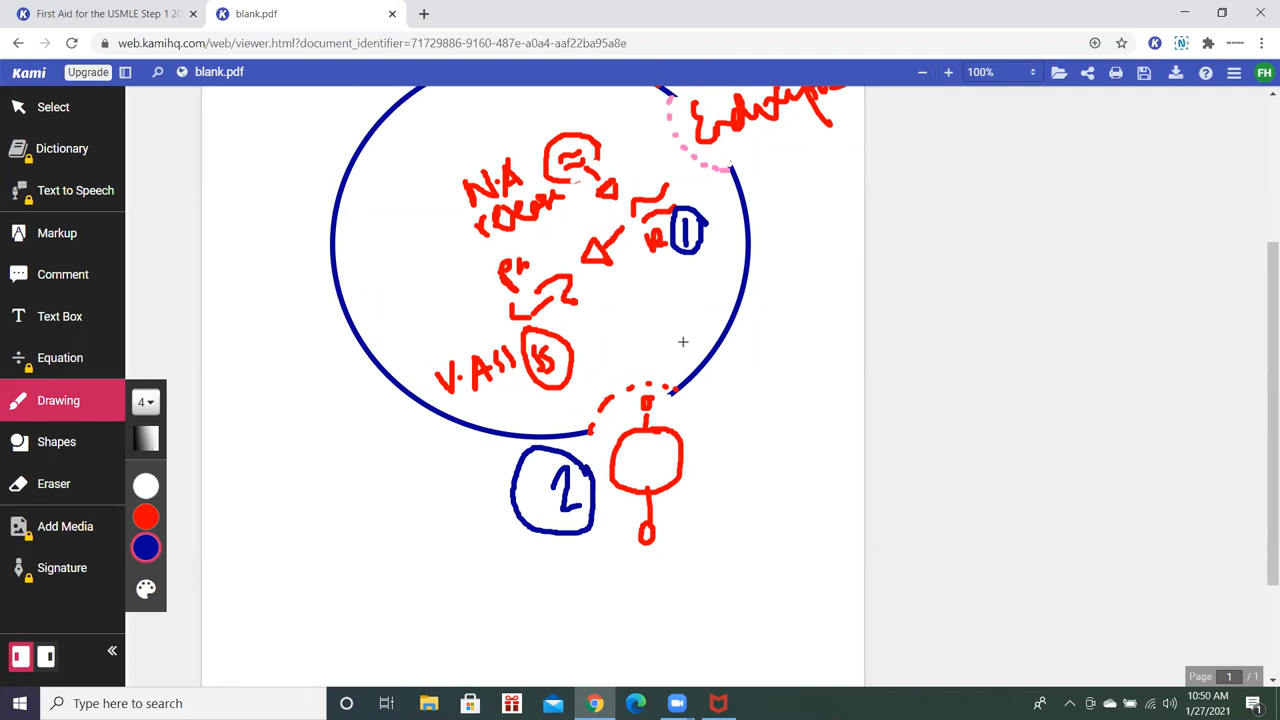 First Aid for the USMLE Step 1 20
blank.pdf
web.kamihq.com/web/viewer.html?document_identifier=71729886-9160-487e-a0a4-aaf22ba95a8e
Kami
Upgrade
blank.pdf
100%
FH
Select
Dictionary
Text to Speech
Markup
Comment
Text Box
Equation
Drawing
Shapes
Eraser
Add Media
Signature
4
N.A
1
V.Ass
2
Page 1 / 1
Type here to search
10:50 AM
1/27/2021
1